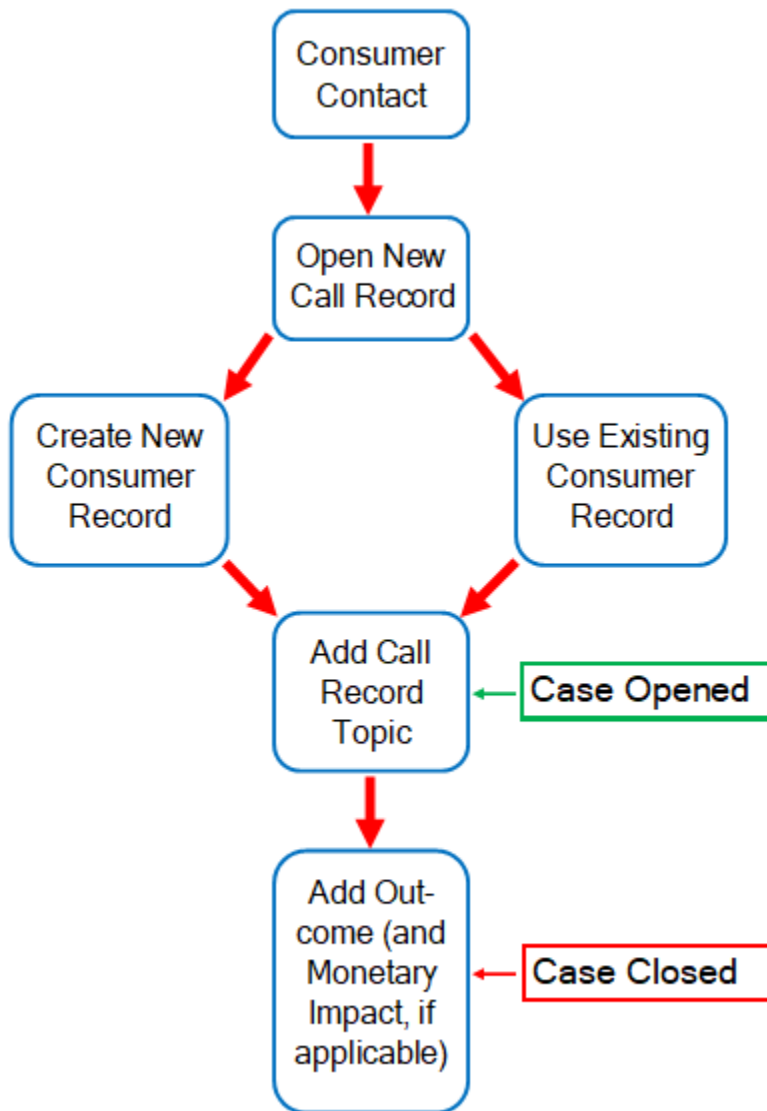 Consumer
Contact
Open New
Call Record
Create New
Consumer
Record
Use Existing
Consumer
Record
Add Call
Record
Topic
Case Opened
Add Out-
come (and
Monetary
Impact, if
applicable)
Case Closed